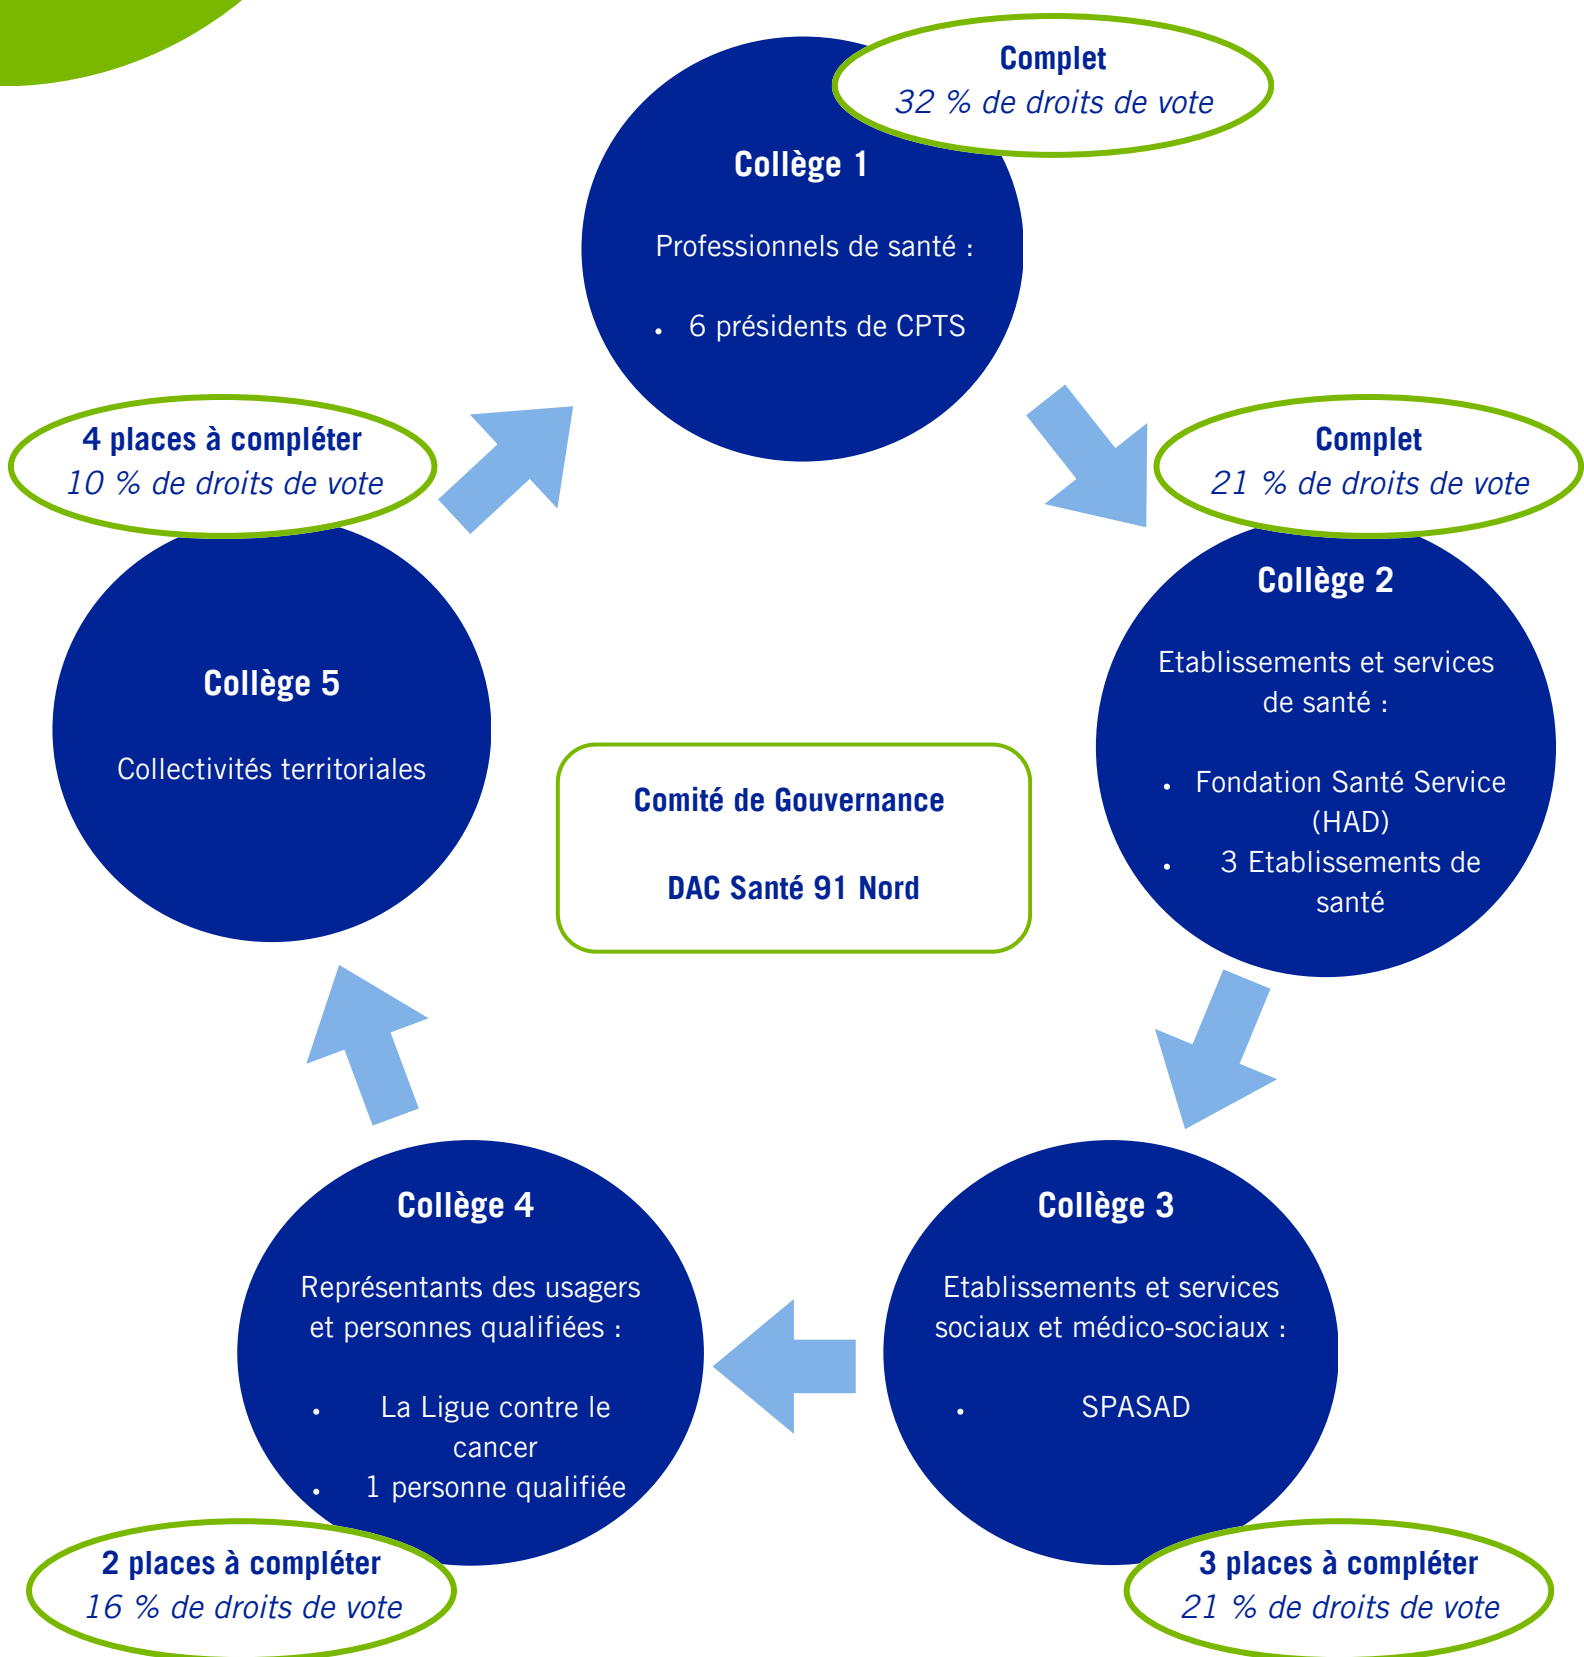 Complet
32 % de droits de vote
Collège 1
Professionnels de santé :
• 6 présidents de CPTS
Complet
21 % de droits de vote
Collège 2
Etablissements et services
de santé :
• Fondation Santé Service
(HAD)
• 3 Etablissements de
santé
Collège 3
Etablissements et services
sociaux et médico-sociaux :
• SPASAD
3 places à compléter
21 % de droits de vote
Collège 4
Représentants des usagers
et personnes qualifiées :
• La Ligue contre le
cancer
• 1 personne qualifiée
2 places à compléter
16 % de droits de vote
4 places à compléter
10 % de droits de vote
Collège 5
Collectivités territoriales
Comité de Gouvernance
DAC Santé 91 Nord